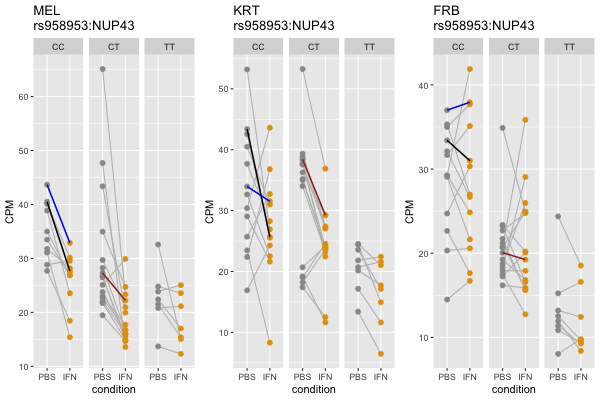 MEL
rs958953:NUP43
CC CT TT
CPM
60
50
40
30
20
10
PBS IFN PBS IFN PBS IFN
condition
KRT
rs958953:NUP43
CC CT TT
CPM
50
40
30
20
10
PBS IFN PBS IFN PBS IFN
condition
FRB
rs958953:NUP43
CC CT TT
CPM
40
30
20
10
PBS IFN PBS IFN PBS IFN
condition